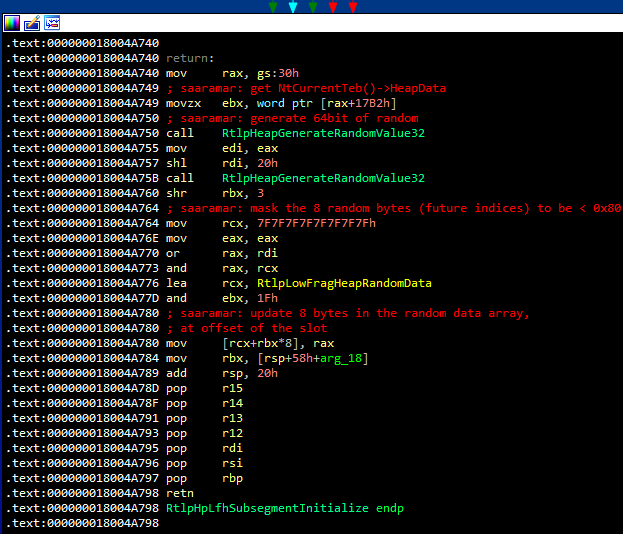 .text:000000018004A740
.text:000000018004A740 return:
.text:000000018004A740 mov     rax, gs:30h
.text:000000018004A749 ; saaramar: get NtCurrentTeb()->HeapData
.text:000000018004A749 movzx   ebx, word ptr [rax+17B2h]
.text:000000018004A750 ; saaramar: generate 64bit of random
.text:000000018004A750 call    RtlpHeapGenerateRandomValue32
.text:000000018004A755 mov     edi, eax
.text:000000018004A757 shl     rdi, 20h
.text:000000018004A75B call    RtlpHeapGenerateRandomValue32
.text:000000018004A760 shr     rbx, 3
.text:000000018004A764 ; saaramar: mask the 8 random bytes (future indices) to be < 0x80
.text:000000018004A764 mov     rcx, 7F7F7F7F7F7F7F7Fh
.text:000000018004A76E mov     eax, eax
.text:000000018004A770 or      rax, rdi
.text:000000018004A773 and     rax, rcx
.text:000000018004A776 lea     rcx, RtlpLowFragHeapRandomData
.text:000000018004A77D and     ebx, 1Fh
.text:000000018004A780 ; saaramar: update 8 bytes in the random data array,
.text:000000018004A780 ; at offset of the slot
.text:000000018004A780 mov     [rcx+rbx*8], rax
.text:000000018004A784 mov     rbx, [rsp+58h+arg_18]
.text:000000018004A789 add     rsp, 20h
.text:000000018004A78D pop     r15
.text:000000018004A78F pop     r14
.text:000000018004A791 pop     r13
.text:000000018004A793 pop     r12
.text:000000018004A795 pop     rdi
.text:000000018004A796 pop     rsi
.text:000000018004A797 pop     rbp
.text:000000018004A798 retn
.text:000000018004A798 RtlpHpLfhSubsegmentInitialize endp
.text:000000018004A798